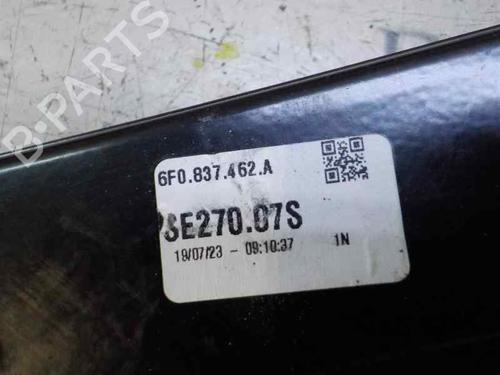 B-PARTS
6F0.837.462.A
SE270.07S
19/07/23 - 09:10:37 1N